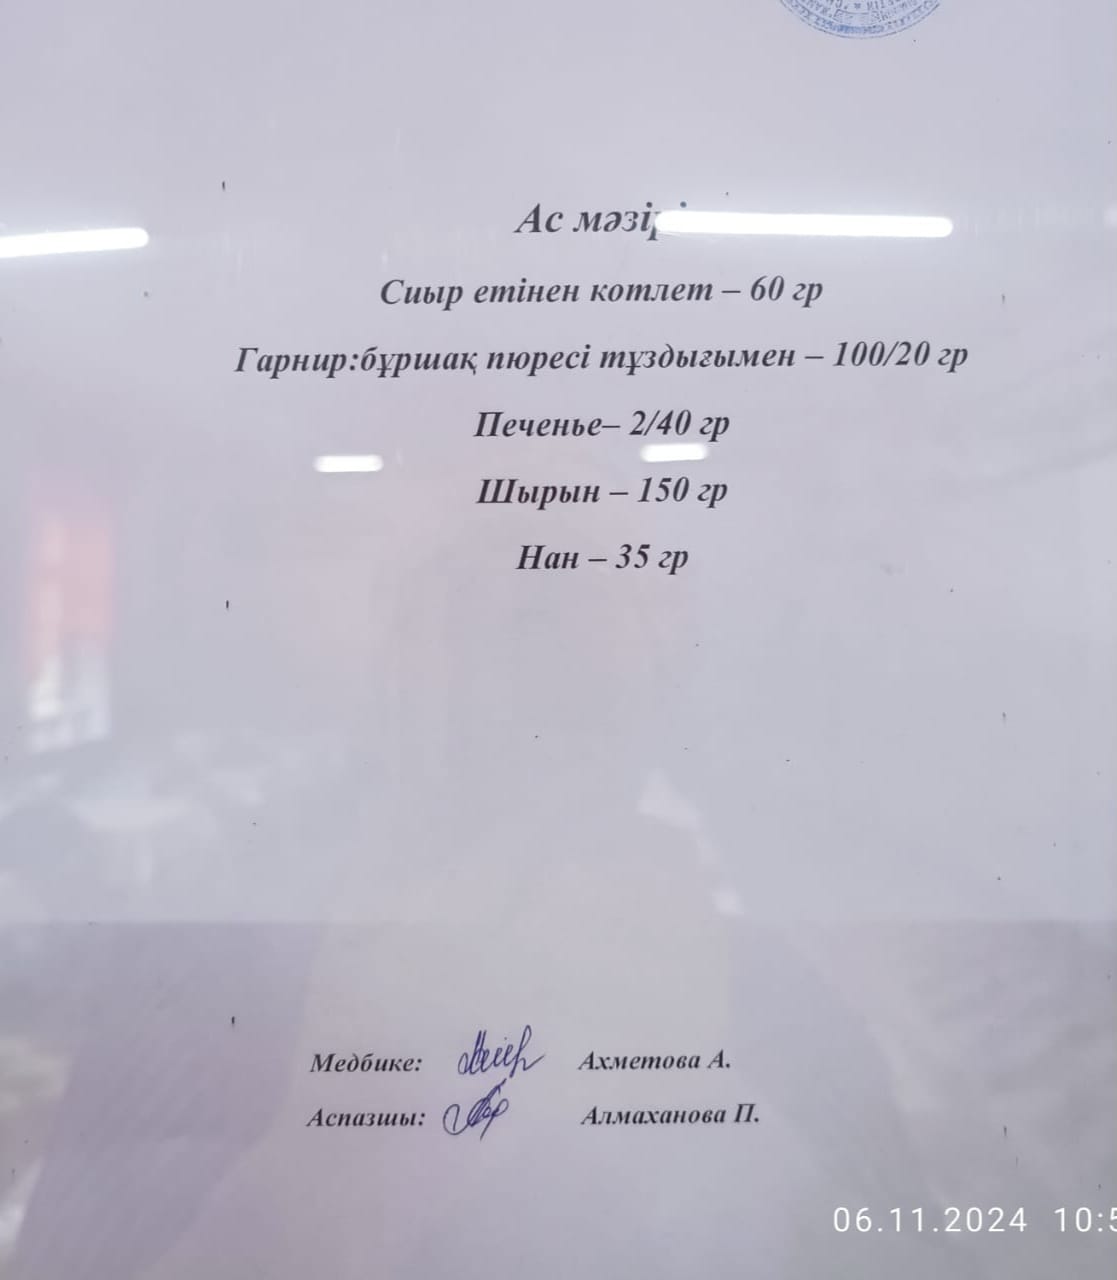 Ас мәзірі
Сиыр етінен котлет – 60 гр
Гарнир:бұршақ пюресі тұздығымен – 100/20 гр
Печенье– 2/40 гр
Шырын – 150 гр
Нан – 35 гр
Медбике: Ахметова А.
Аспазшы: Алмаханова П.
06.11.2024 10:5